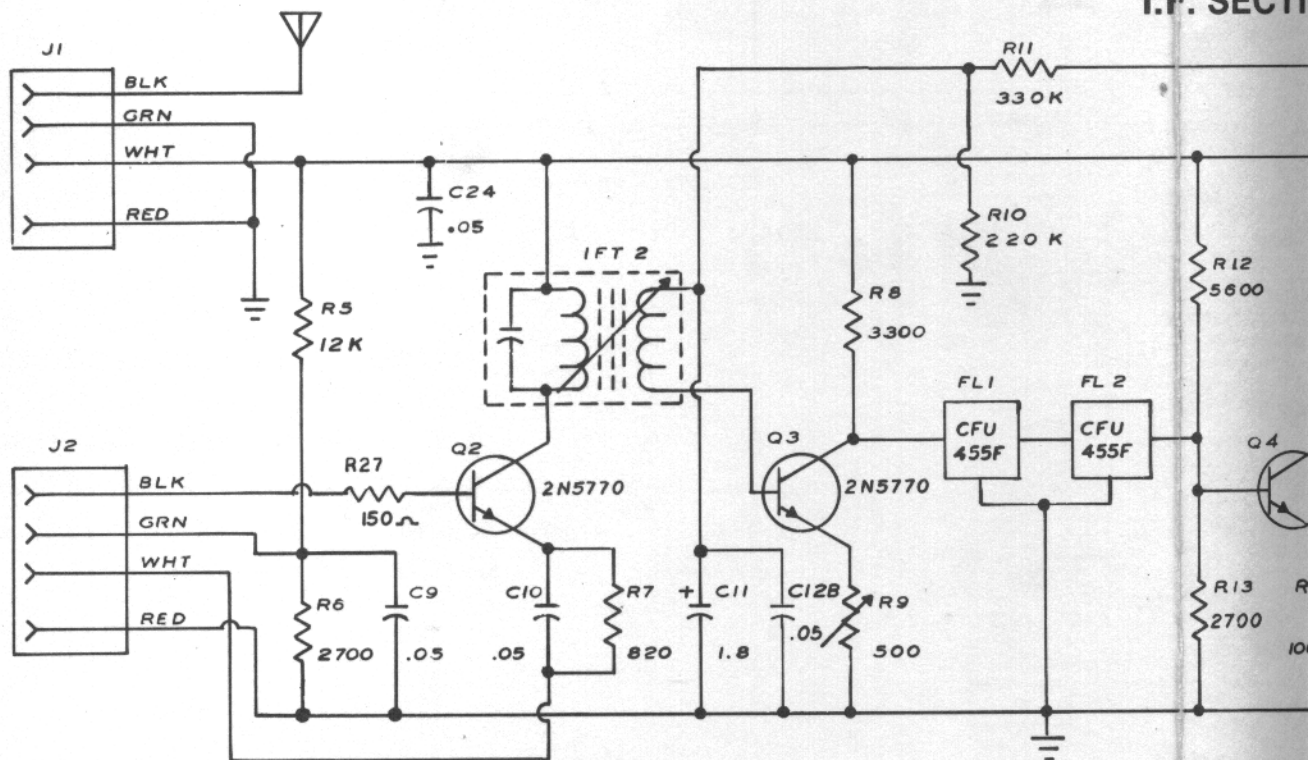 I.F. SECTI
J1
BLK
GRN
WHT
RED
R11
330K
C24
.05
R10
220 K
IFT 2
R5
12K
R8
3300
R12
5600
FL1
CFU
455F
FL 2
CFU
455F
J2
BLK
GRN
WHT
RED
R27
150Ω
Q2
2N5770
Q3
2N5770
Q4
R6
2700
C9
.05
C10
.05
R7
820
+ C11
1.8
C12B
.05
R9
500
R13
2700
R
100